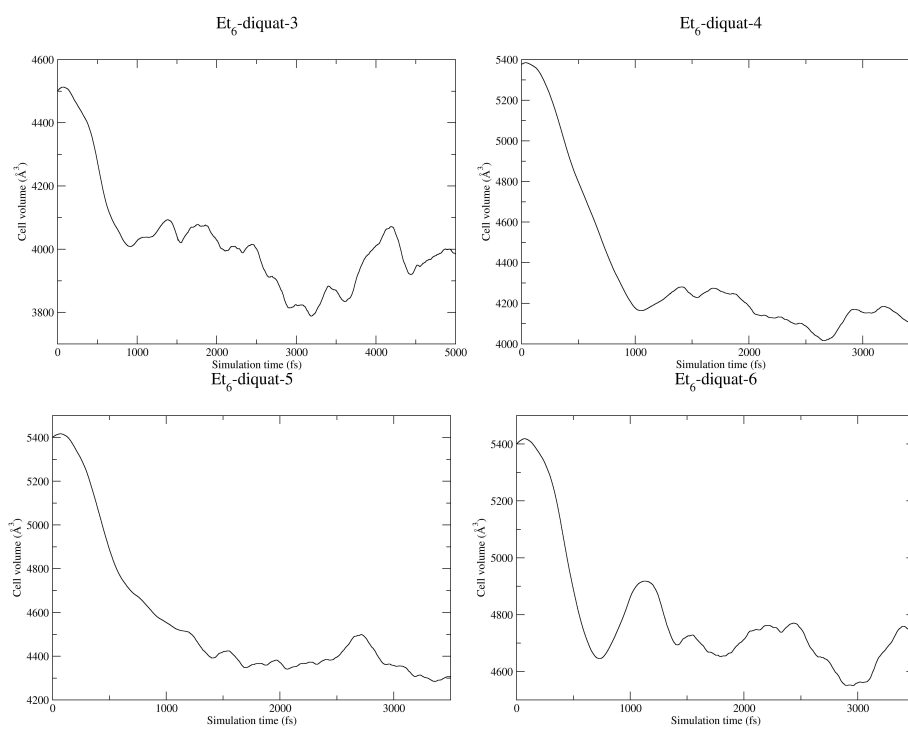 Et6-diquat-3
Et6-diquat-4
4600
4400
4200
4000
3800
Cell volume (Å3)
0 1000 2000 3000 4000 5000
Simulation time (fs)
5400
5200
5000
4800
4600
4400
4200
4000
Cell volume (Å3)
0 1000 2000 3000
Simulation time (fs)
Et6-diquat-5
Et6-diquat-6
5400
5200
5000
4800
4600
4400
4200
Cell volume (Å3)
0 1000 2000 3000
Simulation time (fs)
5400
5200
5000
4800
4600
Cell volume (Å3)
0 1000 2000 3000
Simulation time (fs)